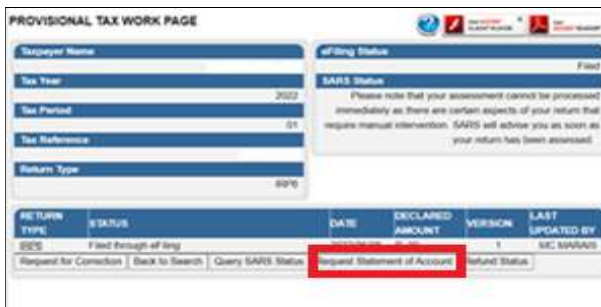 PROVISIONAL TAX WORK PAGE
Taxpayer Name
Tax Year
2022
Tax Period
01
Tax Reference
Return Type
IRP6
eFiling Status
Filed
SARS Status
Please note that your assessment cannot be processed
immediately as there are certain aspects of your return that
require manual intervention. SARS will advise you as soon as
your return has been assessed.
RETURN TYPE STATUS DATE DECLARED AMOUNT VERSION LAST UPDATED BY
IRP6 Filed through eFiling 1 MC MARAIS
Request for Correction Back to Search Query SARS Status Request Statement of Account Refund Status